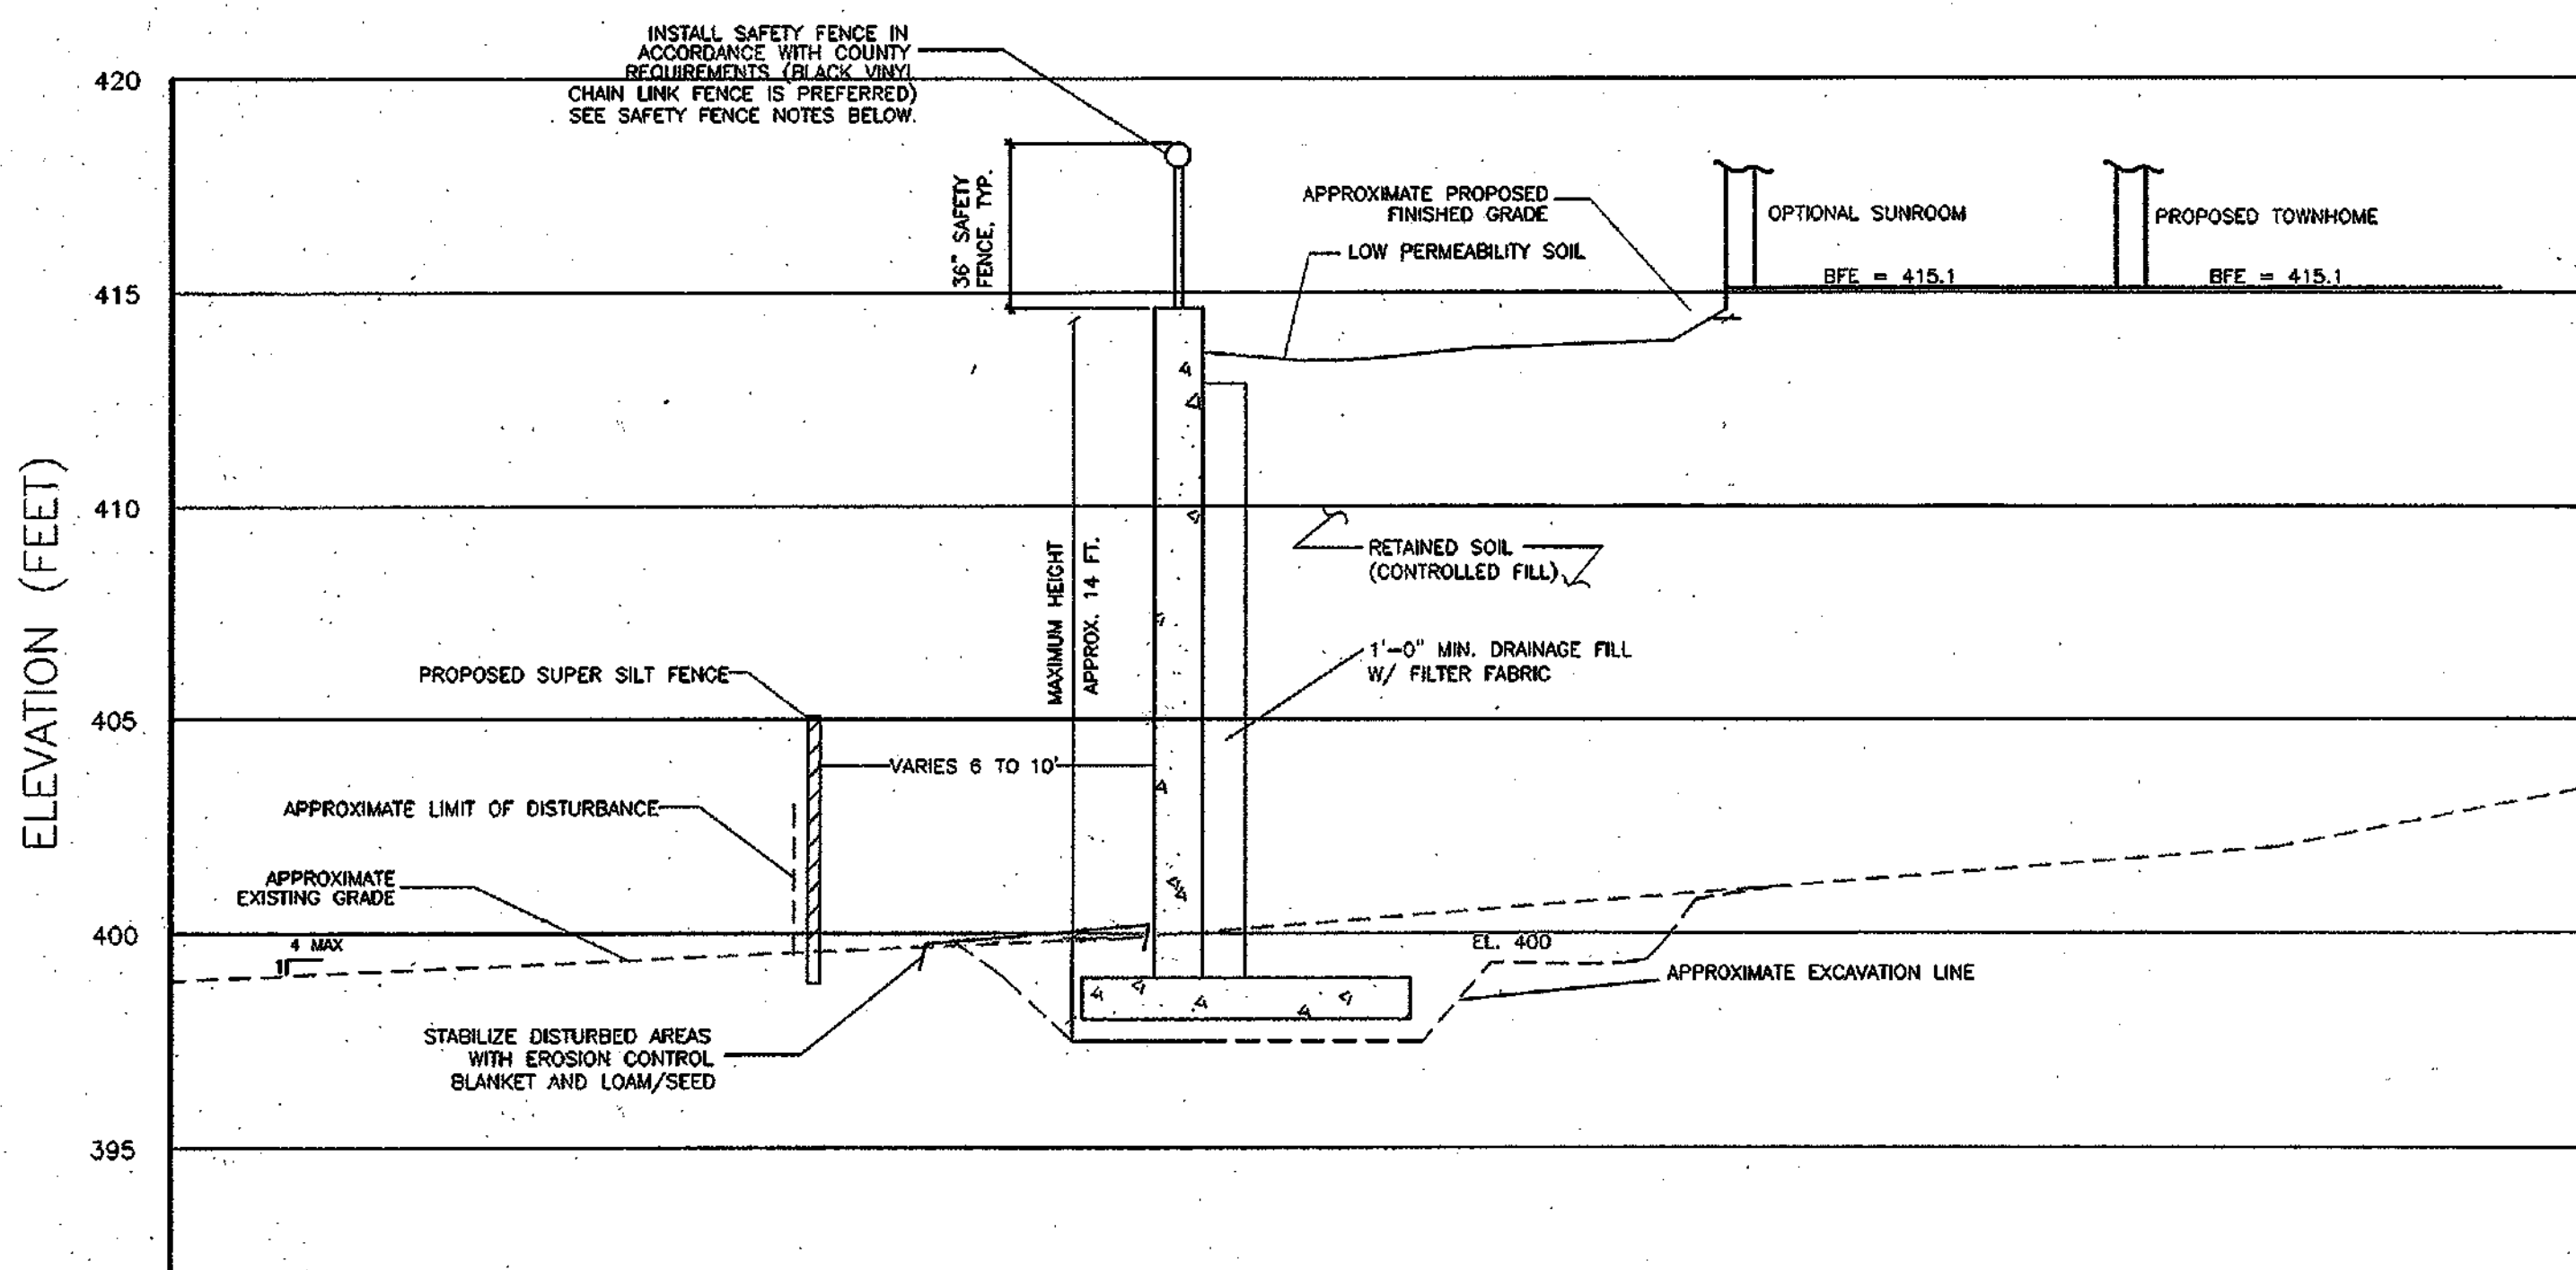 INSTALL SAFETY FENCE IN
ACCORDANCE WITH COUNTY
REQUIREMENTS (BLACK VINYL
CHAIN LINK FENCE IS PREFERRED)
SEE SAFETY FENCE NOTES BELOW.
420
36" SAFETY
FENCE, TYP.
APPROXIMATE PROPOSED
FINISHED GRADE
LOW PERMEABILITY SOIL
OPTIONAL SUNROOM
PROPOSED TOWNHOME
BFE = 415.1
BFE = 415.1
415
ELEVATION (FEET)
410
MAXIMUM HEIGHT
APPROX. 14 FT.
RETAINED SOIL
(CONTROLLED FILL)
1'-0" MIN. DRAINAGE FILL
W/ FILTER FABRIC
PROPOSED SUPER SILT FENCE
405
VARIES 6 TO 10'
APPROXIMATE LIMIT OF DISTURBANCE
APPROXIMATE
EXISTING GRADE
400
4 MAX
1
EL. 400
APPROXIMATE EXCAVATION LINE
STABILIZE DISTURBED AREAS
WITH EROSION CONTROL
BLANKET AND LOAM/SEED
395